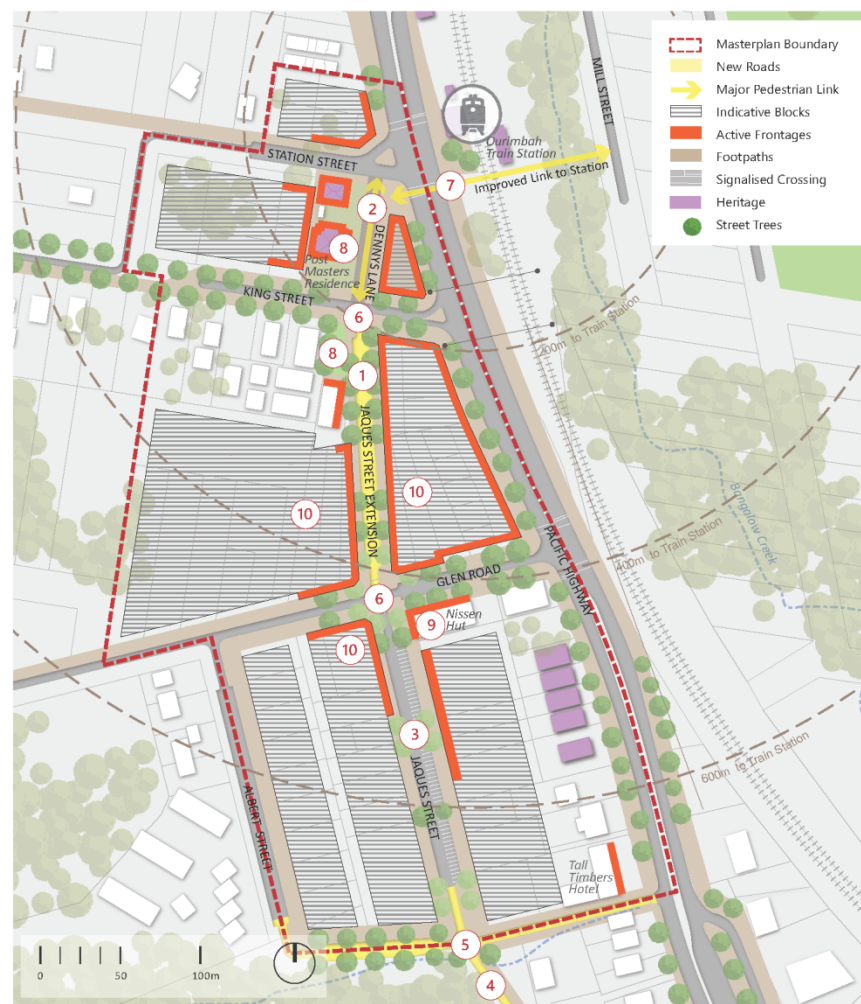 Masterplan Boundary
New Roads
Major Pedestrian Link
Indicative Blocks
Active Frontages
Footpaths
Signalised Crossing
Heritage
Street Trees
MILL STREET
Ourimbah
Train Station
STATION STREET
7
Improved Link to Station
2
DENNYS LANE
8
Post
Masters
Residence
KING STREET
6
200m to Train Station
8
1
JAQUES STREET EXTENSION
10
10
Bangalow Creek
PACIFIC HIGHWAY
400m to Train Station
GLEN ROAD
6
Nissen
Hut
9
10
3
JAQUES STREET
600m to Train Station
ALBERT STREET
Tall
Timbers
Hotel
5
4
0 50 100m